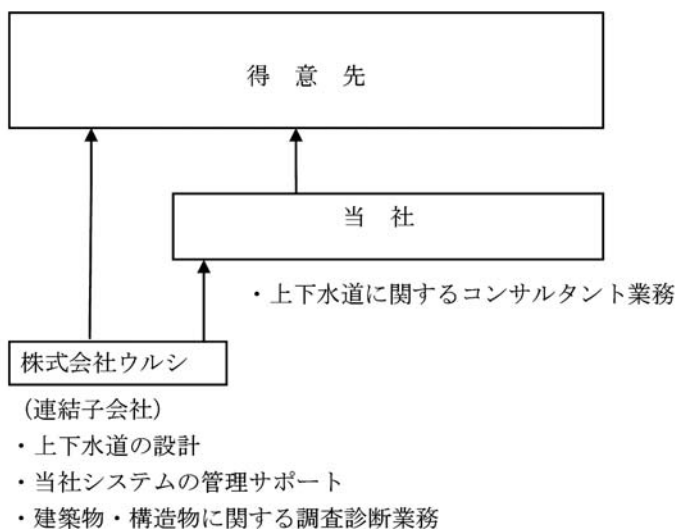 得 意 先
当 社
・上下水道に関するコンサルタント業務
株式会社ウルシ
(連結子会社)
・上下水道の設計
・当社システムの管理サポート
・建築物・構造物に関する調査診断業務